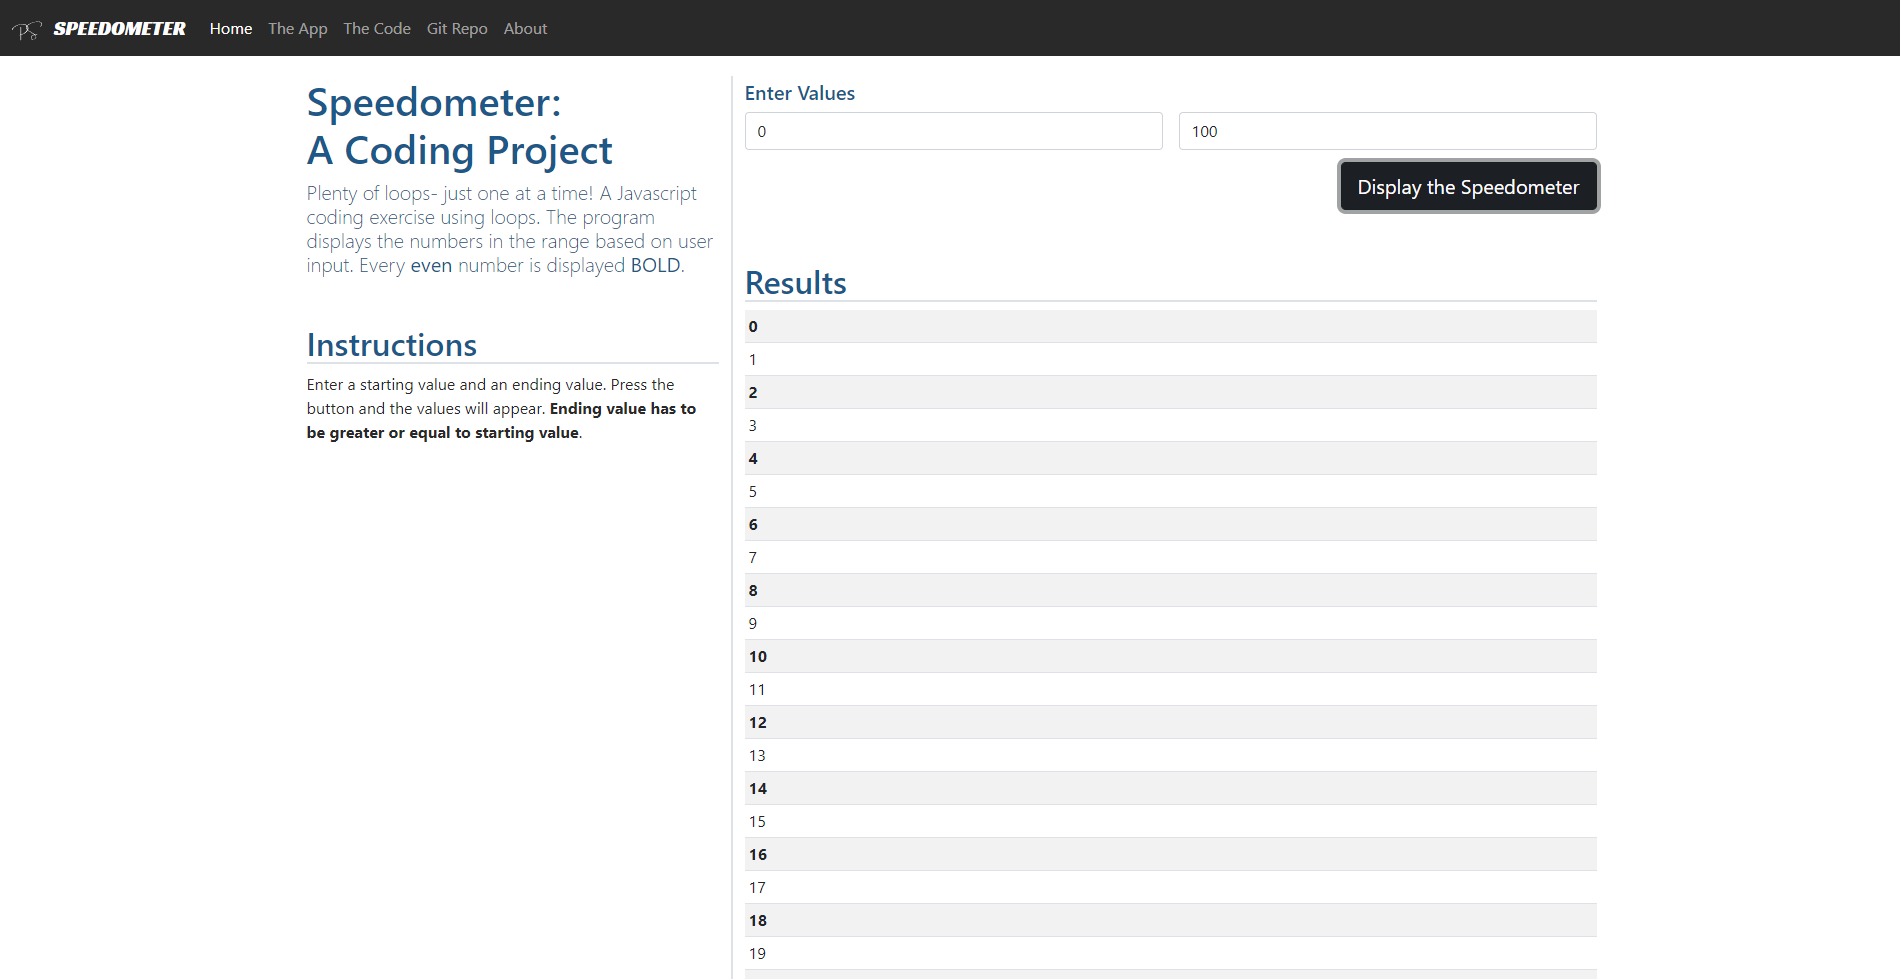 SPEEDOMETER Home The App The Code Git Repo About
Speedometer:
A Coding Project
Plenty of loops- just one at a time! A Javascript
coding exercise using loops. The program
displays the numbers in the range based on user
input. Every even number is displayed BOLD.
Instructions
Enter a starting value and an ending value. Press the
button and the values will appear. Ending value has to
be greater or equal to starting value.
Enter Values
0 100
Display the Speedometer
Results
0
1
2
3
4
5
6
7
8
9
10
11
12
13
14
15
16
17
18
19